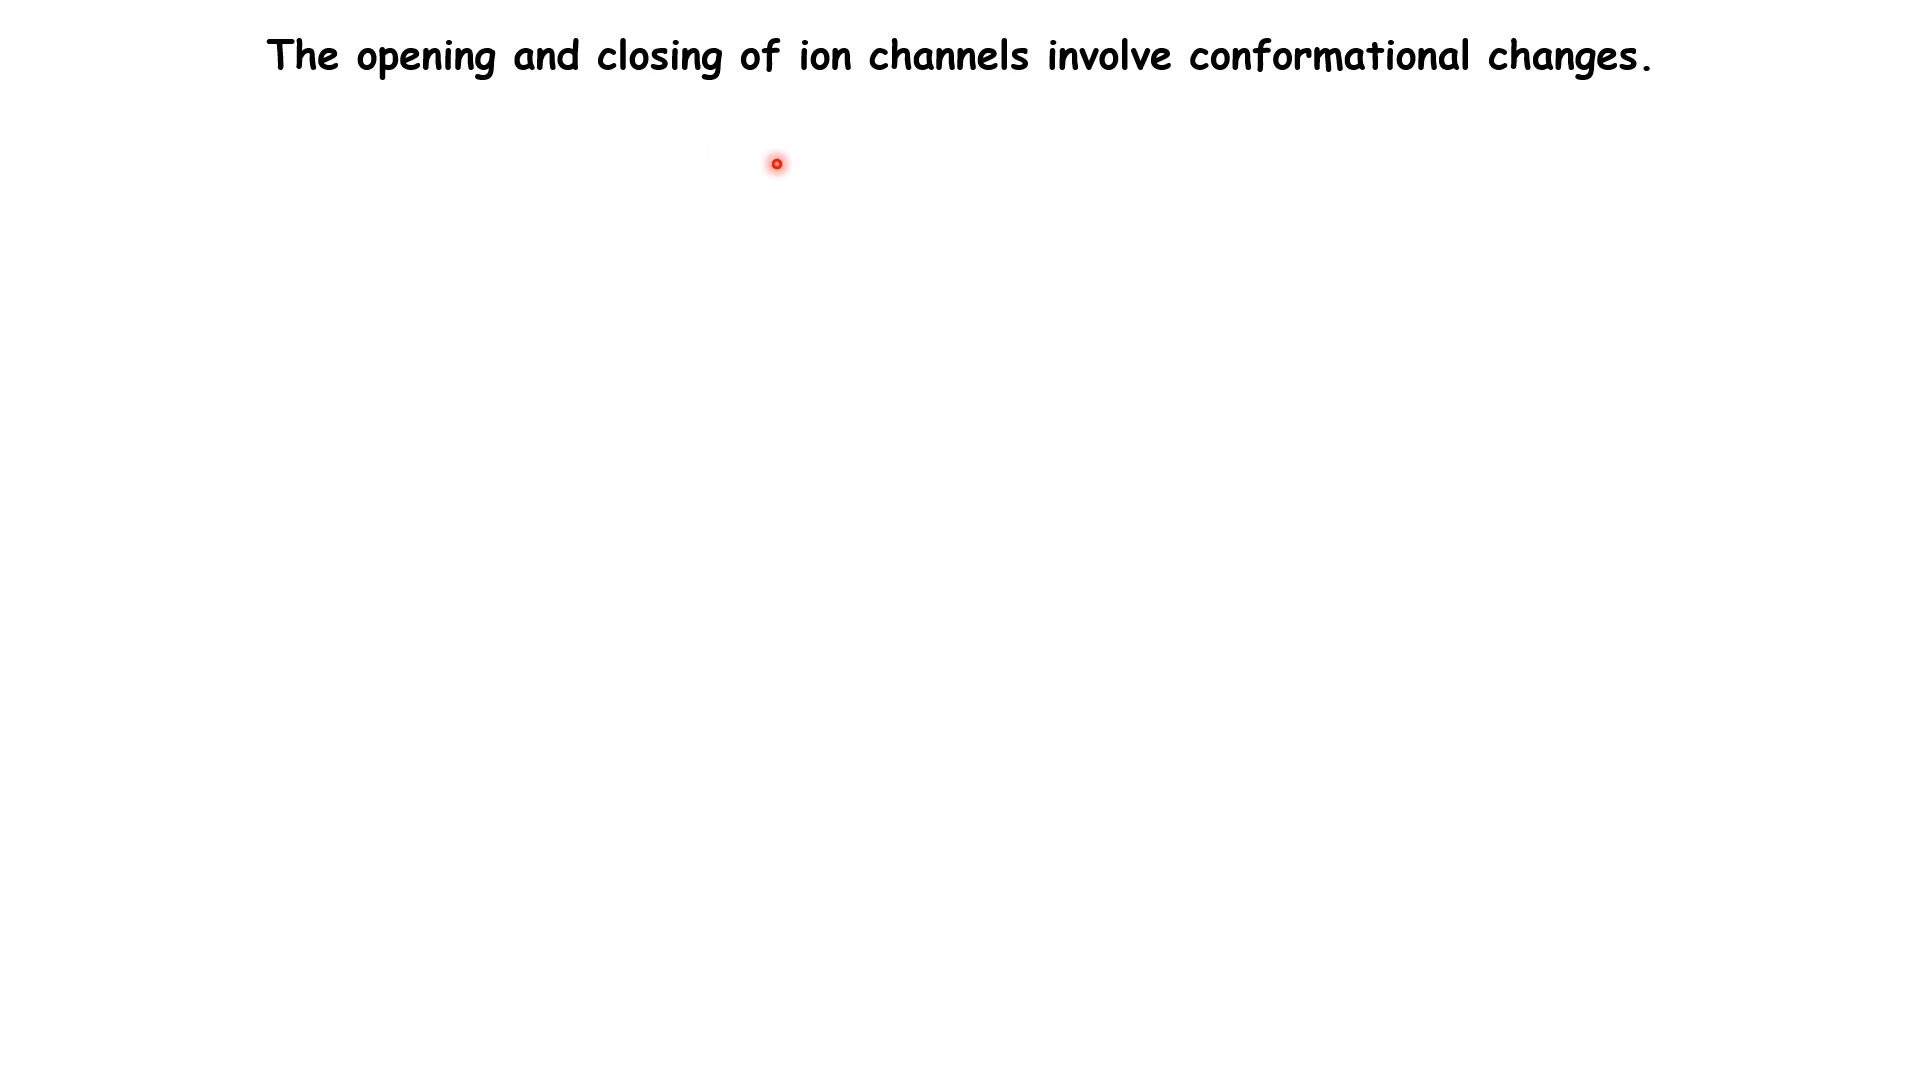 The opening and closing of ion channels involve conformational changes.